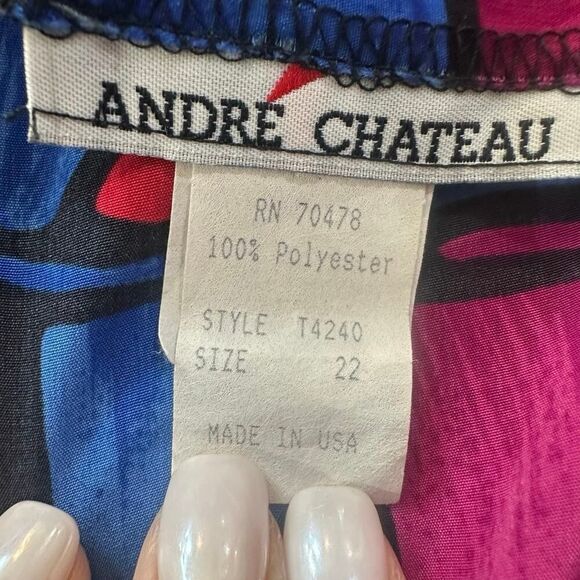 ANDRÉ CHATEAU
RN 70478
100% Polyester
STYLE T4240
SIZE 22
MADE IN USA